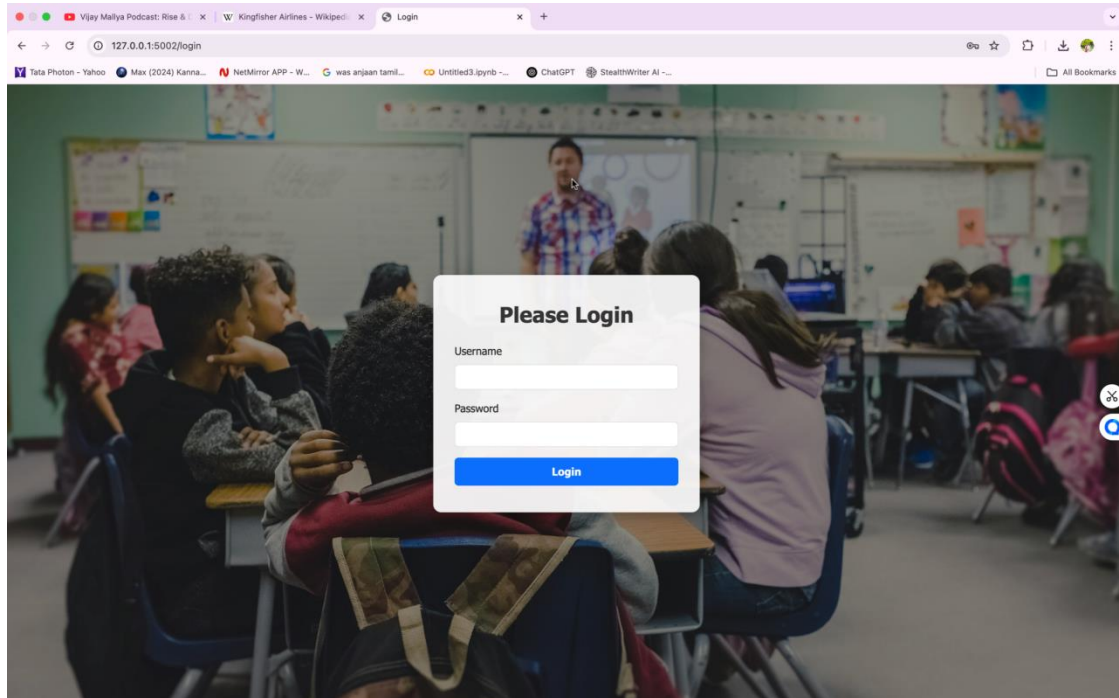 Vijay Mallya Podcast: Rise & D
Kingfisher Airlines - Wikipedi
Login
127.0.0.1:5002/login
Tata Photon - Yahoo
Max (2024) Kanna...
NetMirror APP - W...
was anjaan tamil...
Untitled3.ipynb -...
ChatGPT
StealthWriter AI -...
All Bookmarks
Please Login
Username
Password
Login